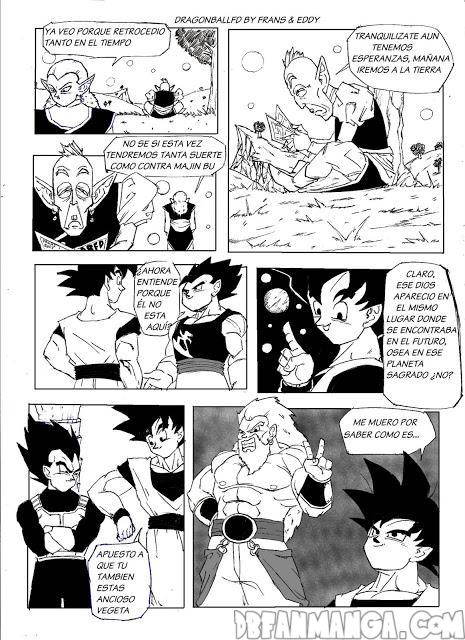 DRAGONBALLFD BY FRANS & EDDY
YA VEO PORQUE RETROCEDIO
TANTO EN EL TIEMPO
TRANQUILIZATE AUN
TENEMOS
ESPERANZAS, MAÑANA
IREMOS A LA TIERRA
NO SE SI ESTA VEZ
TENDREMOS TANTA SUERTE
COMO CONTRA MAJIN BU
¿AHORA
ENTIENDE
PORQUE
ÉL NO
ESTA
AQUÍ?
CLARO,
ESE DIOS
APARECIO EN
EL MISMO
LUGAR DONDE
SE ENCONTRABA
EN EL FUTURO,
OSEA EN ESE
PLANETA
SAGRADO ¿NO?
APUESTO A
QUE TU
TAMBIEN
ESTAS
ANCIOSO
VEGETA
ME MUERO POR
SABER COMO ES...
DBFANMANGA.COM